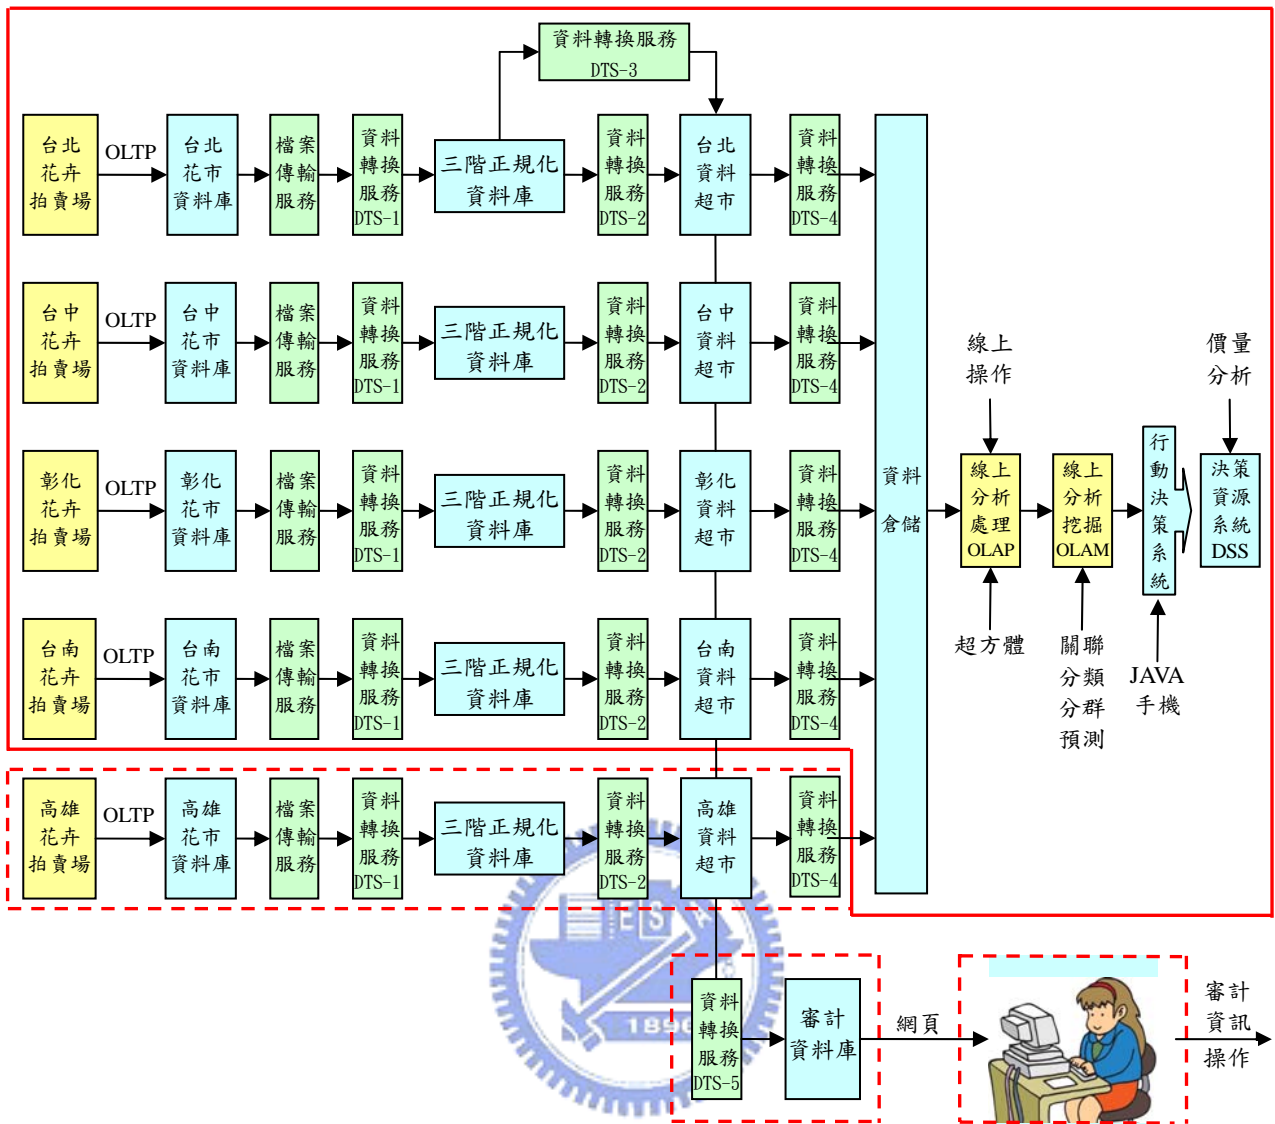 資料轉換服務
DTS-3
台北
花卉
拍賣場
OLTP
台北
花市
資料庫
檔案
傳輸
服務
資料
轉換
服務
DTS-1
三階正規化
資料庫
資料
轉換
服務
DTS-2
台北
資料
超市
資料
轉換
服務
DTS-4
台中
花卉
拍賣場
OLTP
台中
花市
資料庫
檔案
傳輸
服務
資料
轉換
服務
DTS-1
三階正規化
資料庫
資料
轉換
服務
DTS-2
台中
資料
超市
資料
轉換
服務
DTS-4
彰化
花卉
拍賣場
OLTP
彰化
花市
資料庫
檔案
傳輸
服務
資料
轉換
服務
DTS-1
三階正規化
資料庫
資料
轉換
服務
DTS-2
彰化
資料
超市
資料
轉換
服務
DTS-4
台南
花卉
拍賣場
OLTP
台南
花市
資料庫
檔案
傳輸
服務
資料
轉換
服務
DTS-1
三階正規化
資料庫
資料
轉換
服務
DTS-2
台南
資料
超市
資料
轉換
服務
DTS-4
高雄
花卉
拍賣場
OLTP
高雄
花市
資料庫
檔案
傳輸
服務
資料
轉換
服務
DTS-1
三階正規化
資料庫
資料
轉換
服務
DTS-2
高雄
資料
超市
資料
轉換
服務
DTS-4
資料
倉儲
線上
操作
線上
分析
處理
OLAP
超方體
線上
分析
挖掘
OLAM
關聯
分類
分群
預測
行
動
決
策
系
統
JAVA
手機
價量
分析
決策
資源
系統
DSS
ESA
1896
資料
轉換
服務
DTS-5
審計
資料庫
網頁
審計
資訊
操作